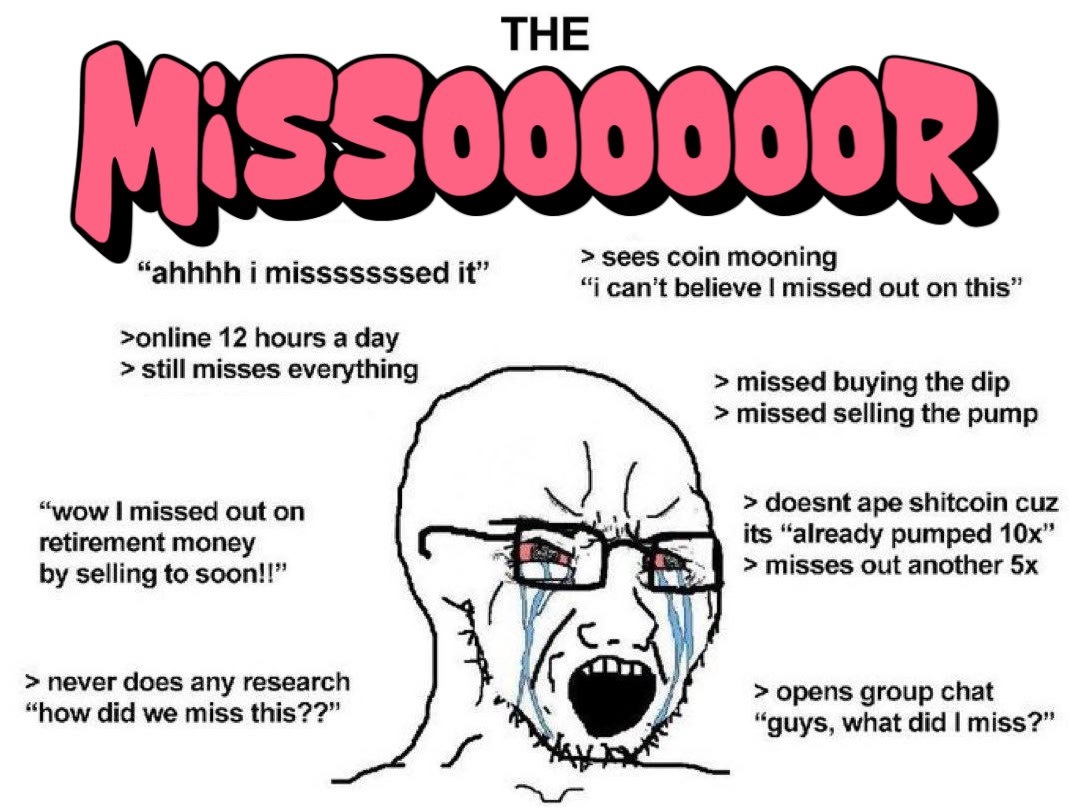 THE
MiSSOOOOOOR
“ahhhh i misssssssed it”
> sees coin mooning
“i can’t believe I missed out on this”
>online 12 hours a day
> still misses everything
> missed buying the dip
> missed selling the pump
“wow I missed out on
retirement money
by selling to soon!!”
> doesnt ape shitcoin cuz
its “already pumped 10x”
> misses out another 5x
> never does any research
“how did we miss this??”
> opens group chat
“guys, what did I miss?”